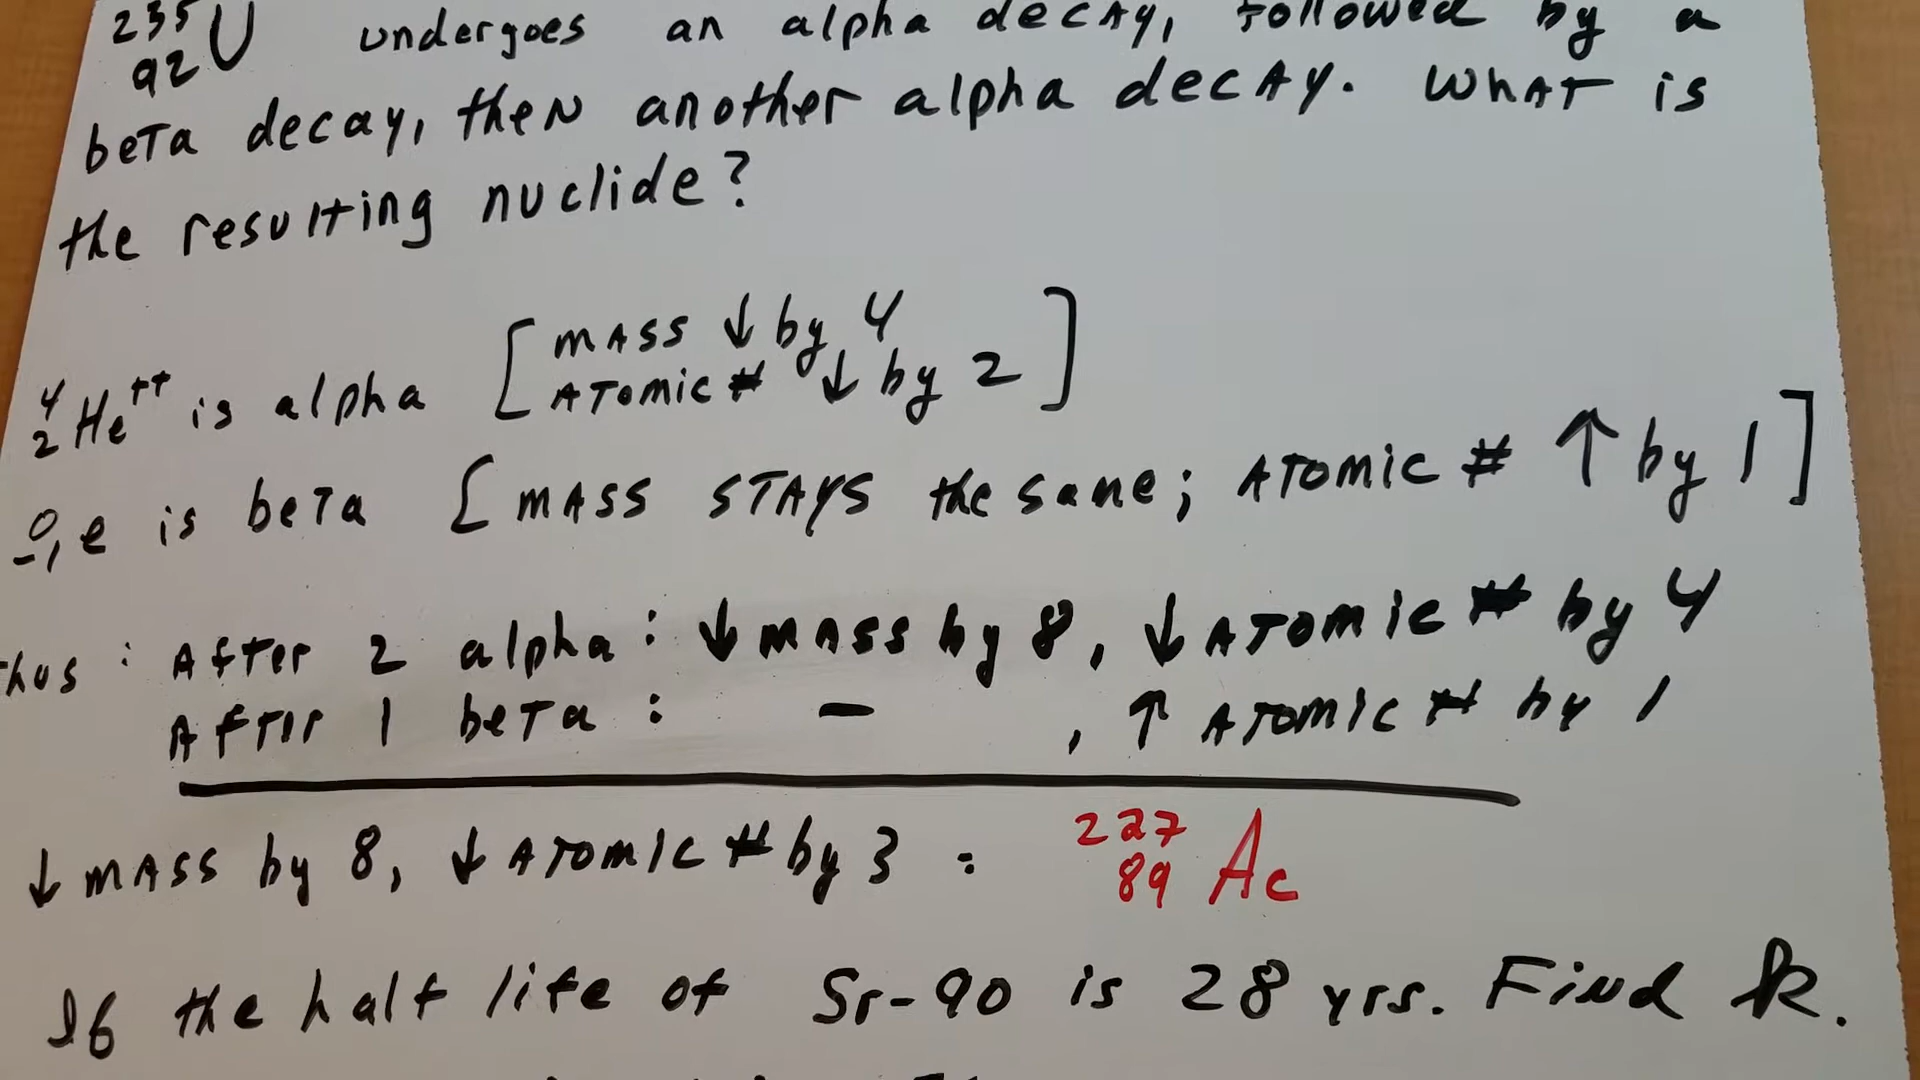 235 92 U undergoes an alpha decay, followed by a
beta decay, then another alpha decay. What is
the resulting nuclide?
4 2 He++ is alpha [mass ↓ by 4
Atomic # ↓ by 2]
0 -1 e is beta [mass stays the same; Atomic # ↑ by 1]
thus : After 2 alpha : ↓ mass by 8, ↓ Atomic # by 4
After 1 beta : - , ↑ Atomic # by 1
↓ mass by 8, ↓ Atomic # by 3 : 227 89 Ac
If the half life of Sr-90 is 28 yrs. Find k.